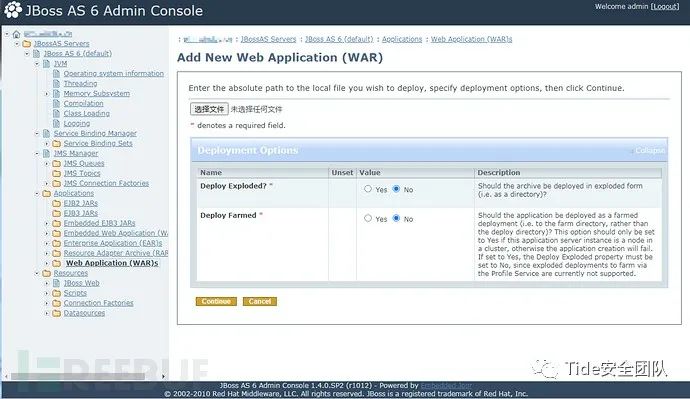 JBoss AS 6 Admin Console
Welcome admin [Logout]
JBossAS Servers
JBoss AS 6 (default)
JVM
Operating system information
Threading
Memory Subsystem
Compilation
Class Loading
Logging
Service Binding Manager
Service Binding Sets
JMS Manager
JMS Queues
JMS Topics
JMS Connection Factories
Applications
EJB2 JARs
EJB3 JARs
Embedded EJB3 JARs
Embedded Web Application (WA
Enterprise Application (EARs)
Resource Adapter Archive (RAR
Web Application (WAR)s
Resources
JBoss Web
Scripts
Connection Factories
Datasources
: JBossAS Servers : JBoss AS 6 (default) : Applications : Web Application (WAR)s
Add New Web Application (WAR)
Enter the absolute path to the local file you wish to deploy, specify deployment options, then click Continue.
选择文件 未选择任何文件
* denotes a required field.
Deployment Options
Collapse
Name Unset Value Description
Deploy Exploded? * Yes No Should the archive be deployed in exploded form
(i.e. as a directory)?
Deploy Farmed * Yes No Should the application be deployed as a farmed
deployment (i.e. to the farm directory, rather than
the deploy directory)? This option should only be set
to Yes if this application server instance is a node in
a cluster, otherwise the application creation will fail.
If set to Yes, the Deploy Exploded property must be
set to No, since exploded deployments to farm via
the Profile Service are currently not supported.
Continue Cancel
REEBUF
Tide安全团队
JBoss AS 6 Admin Console 1.4.0.SP2 (r1012) - Powered by Embedded Jopr
© 2002-2010 Red Hat Middleware, LLC. All rights reserved. JBoss is a registered trademark of Red Hat, Inc.